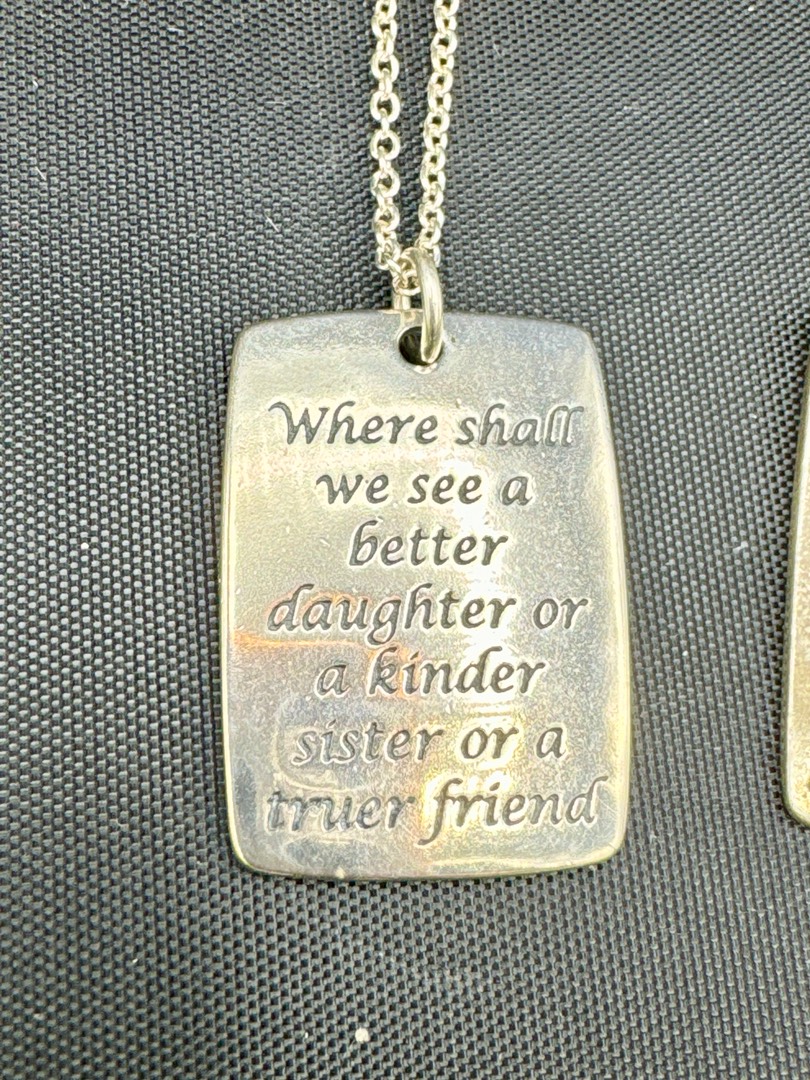 Where shall
we see a
better
daughter or
a kinder
sister or a
truer friend